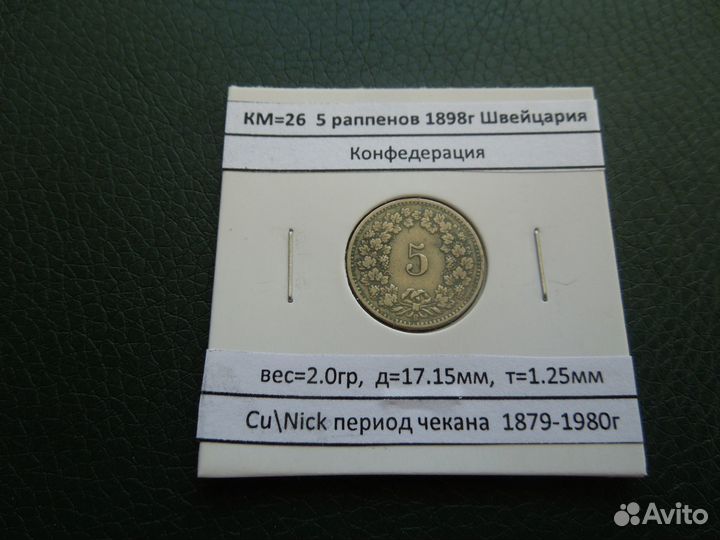 КМ=26 5 раппенов 1898г Швейцария
Конфедерация
5
вес=2.0гр, д=17.15мм, т=1.25мм
Cu\Nick период чекана 1879-1980г
Avito